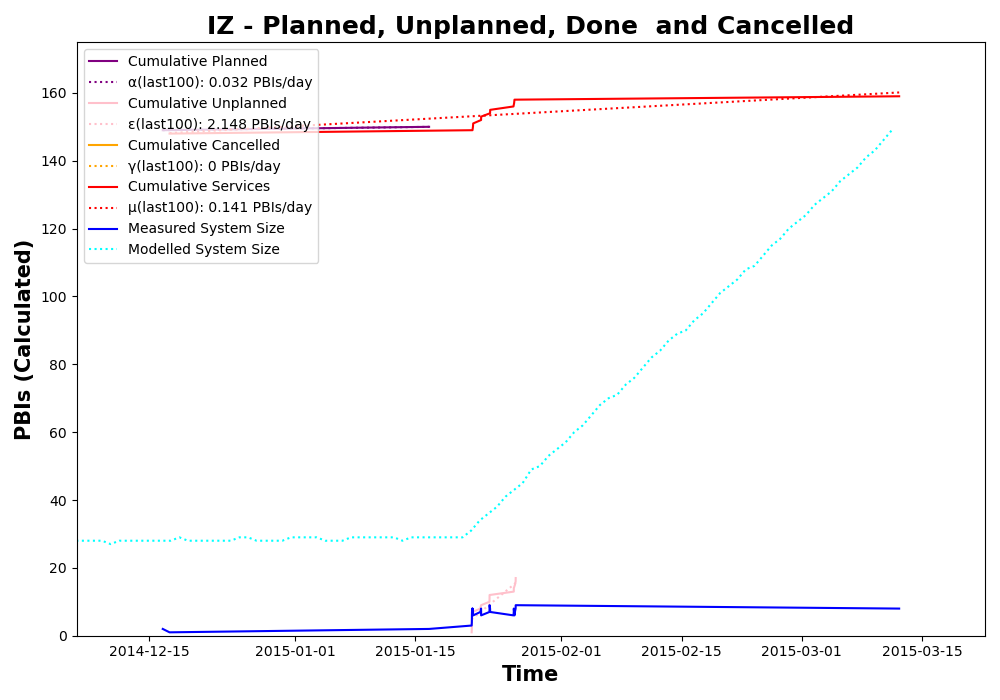 IZ - Planned, Unplanned, Done  and Cancelled
Cumulative Planned
α(last100): 0.032 PBIs/day
Cumulative Unplanned
ε(last100): 2.148 PBIs/day
Cumulative Cancelled
γ(last100): 0 PBIs/day
Cumulative Services
μ(last100): 0.141 PBIs/day
Measured System Size
Modelled System Size
PBIs (Calculated)
160
140
120
100
80
60
40
20
0
2014-12-15
2015-01-01
2015-01-15
2015-02-01
2015-02-15
2015-03-01
2015-03-15
Time